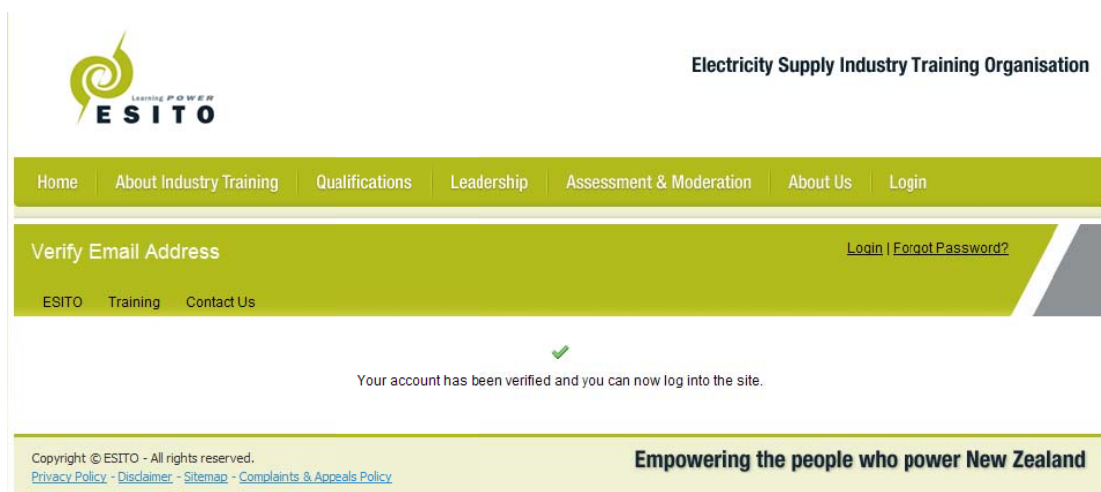 Learning POWER
ESITO
Electricity Supply Industry Training Organisation
Home About Industry Training Qualifications Leadership Assessment & Moderation About Us Login
Verify Email Address
Login | Forgot Password?
ESITO Training Contact Us
Your account has been verified and you can now log into the site.
Copyright © ESITO - All rights reserved.
Privacy Policy - Disclaimer - Sitemap - Complaints & Appeals Policy
Empowering the people who power New Zealand